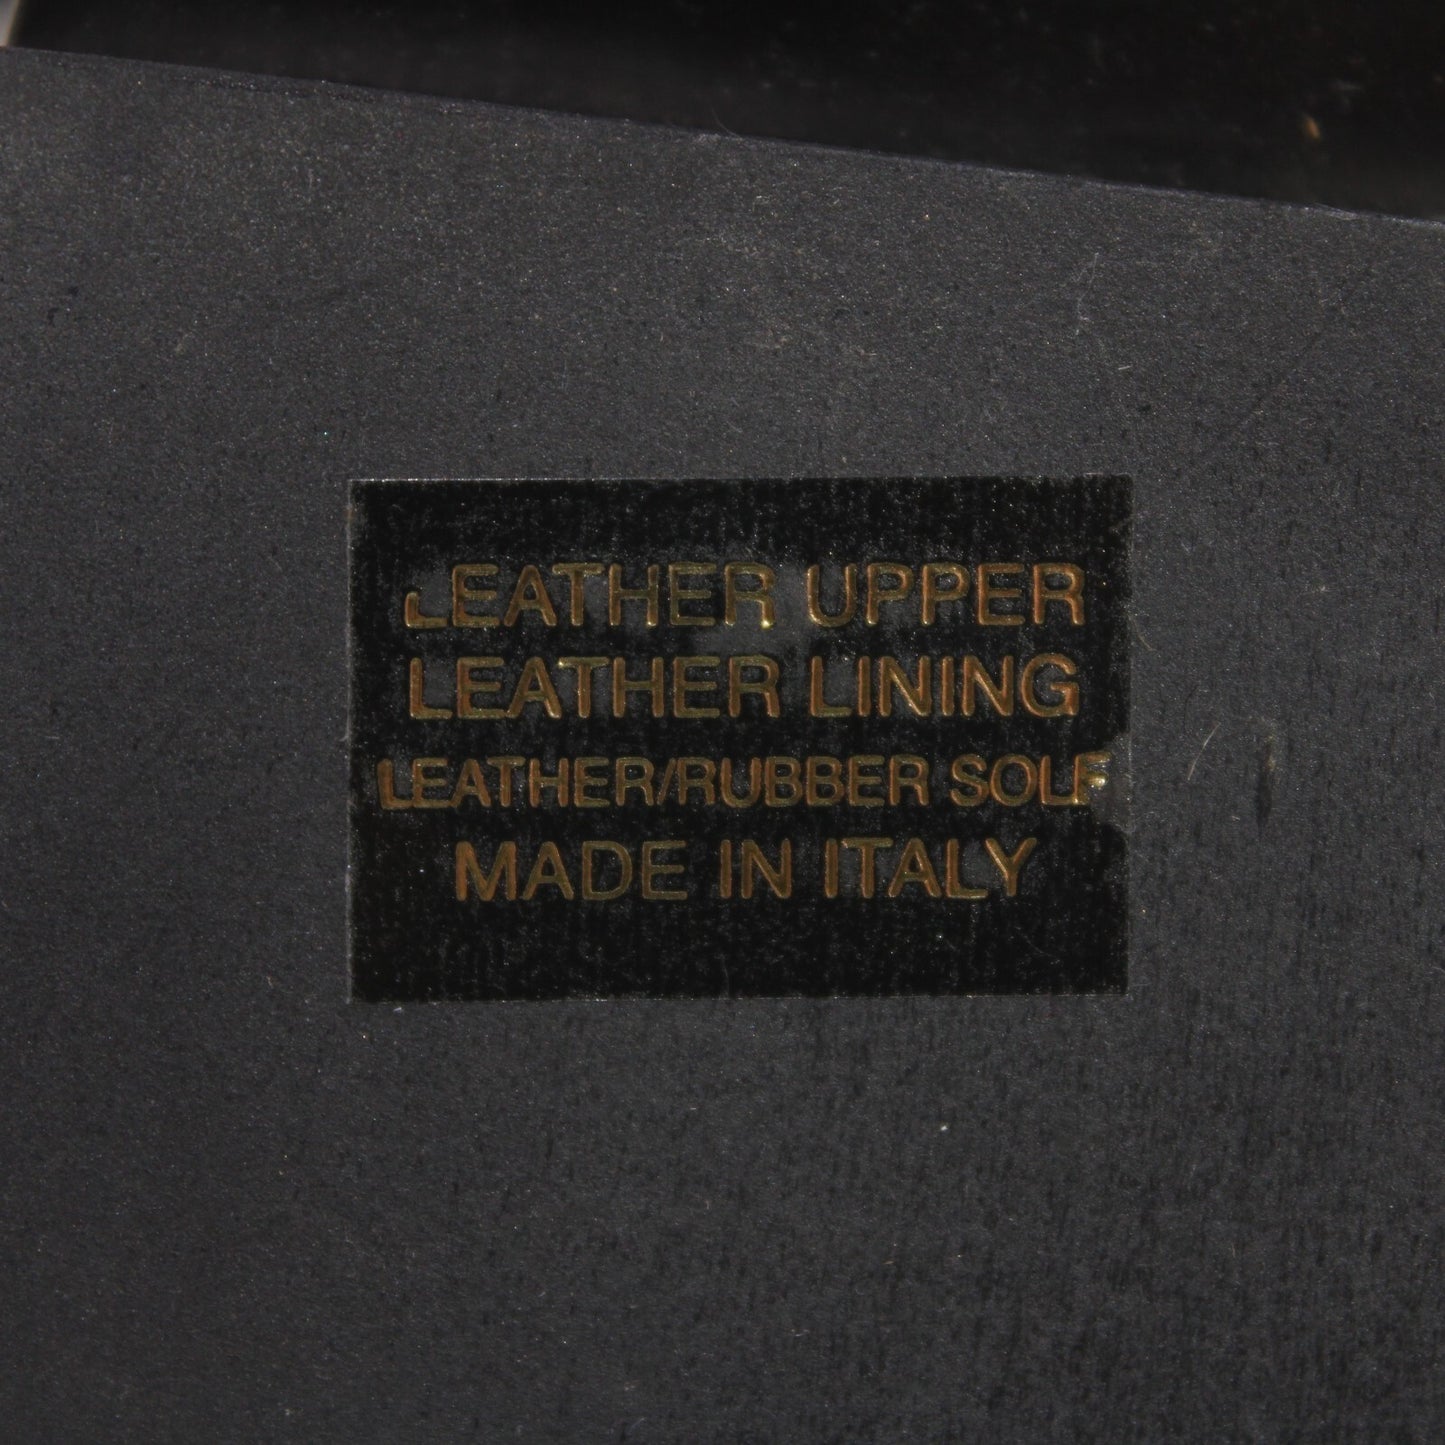 LEATHER UPPER
LEATHER LINING
LEATHER/RUBBER SOLE
MADE IN ITALY